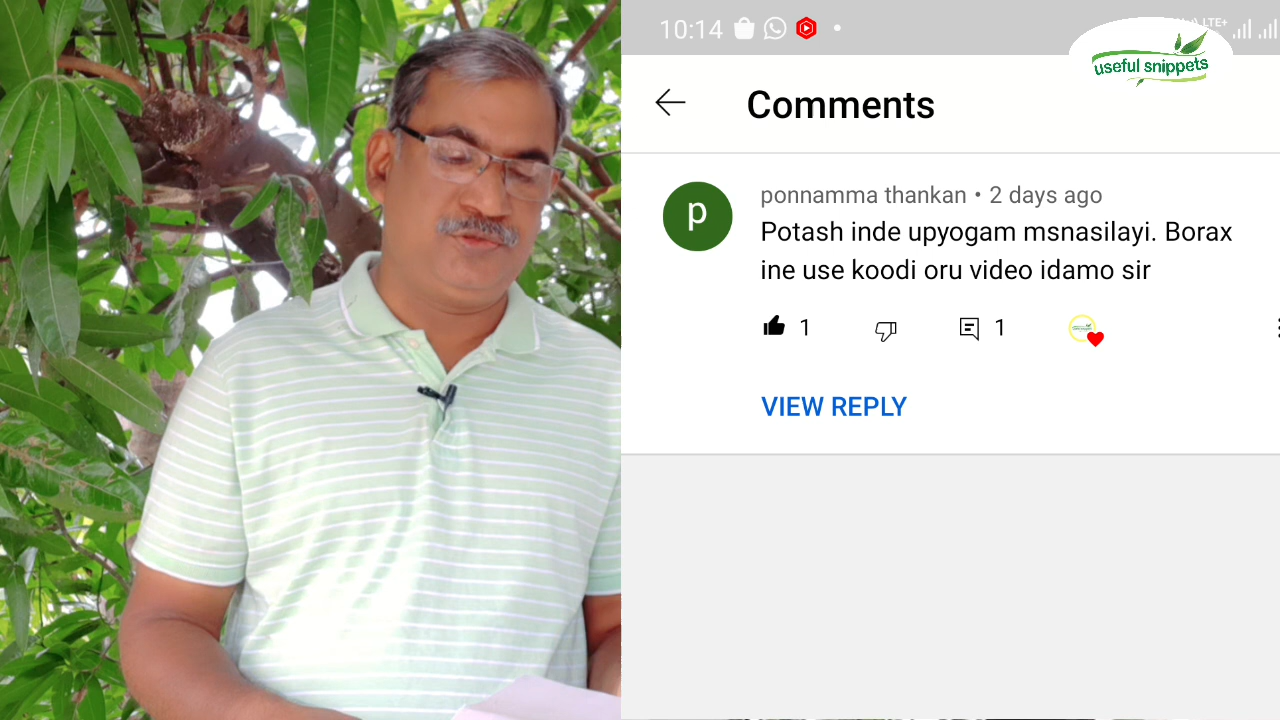 10:14
LTE+
useful snippets
Comments
p
ponnamma thankan • 2 days ago
Potash inde upyogam msnasilayi. Borax
ine use koodi oru video idamo sir
1
1
VIEW REPLY